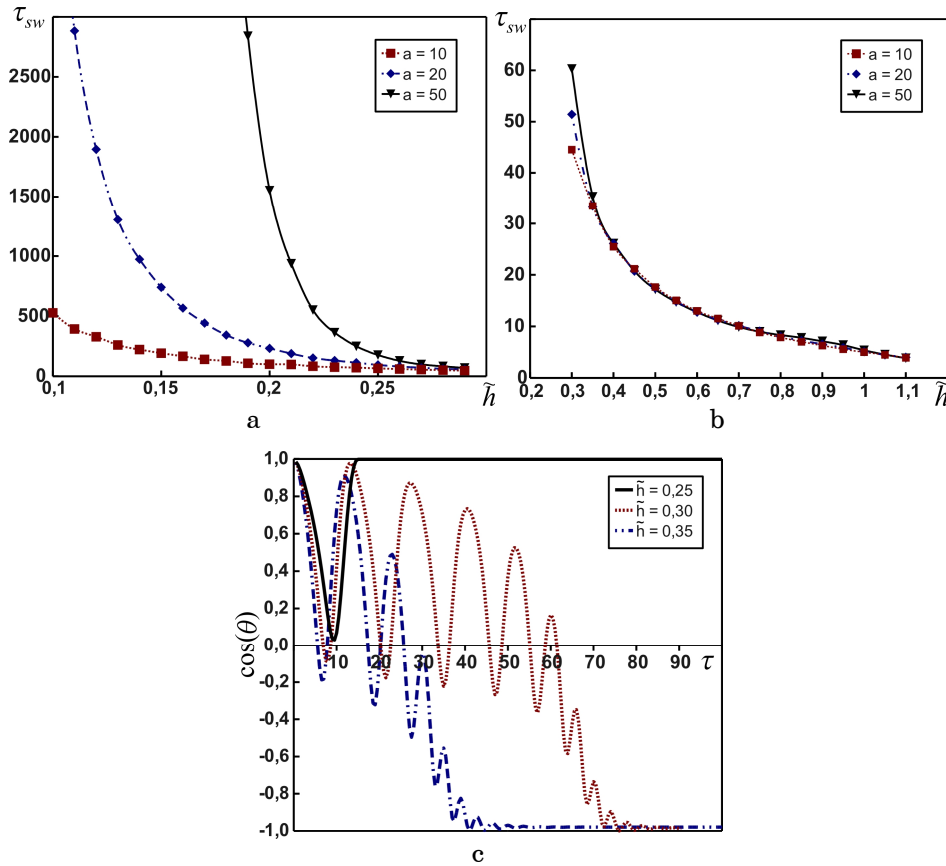 τ_sw
2500
2000
1500
1000
500
0
0,1
0,15
0,2
0,25
h̃
a = 10
a = 20
a = 50
a
τ_sw
60
50
40
30
20
10
0
0,2
0,3
0,4
0,5
0,6
0,7
0,8
0,9
1
1,1
h̃
a = 10
a = 20
a = 50
b
cos(θ)
1,0
0,8
0,6
0,4
0,2
0,0
-0,2
-0,4
-0,6
-0,8
-1,0
10
20
30
40
50
60
70
80
90
τ
h̃ = 0,25
h̃ = 0,30
h̃ = 0,35
c